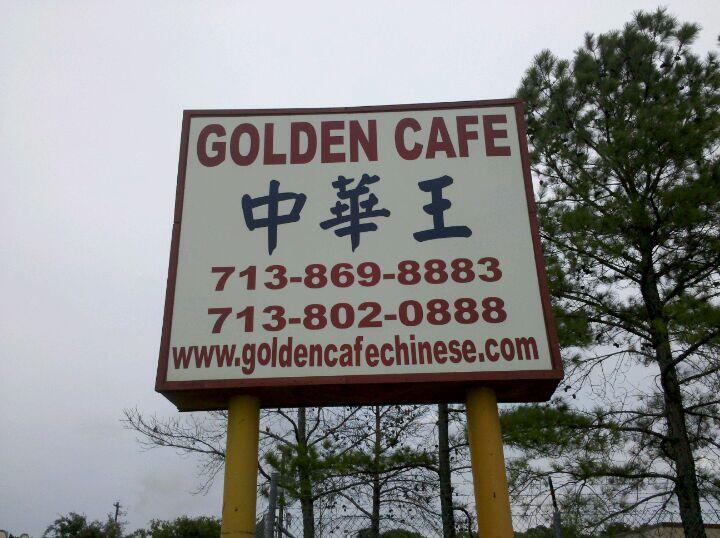 GOLDEN CAFE
中華王
713-869-8883
713-802-0888
www.goldencafechinese.com